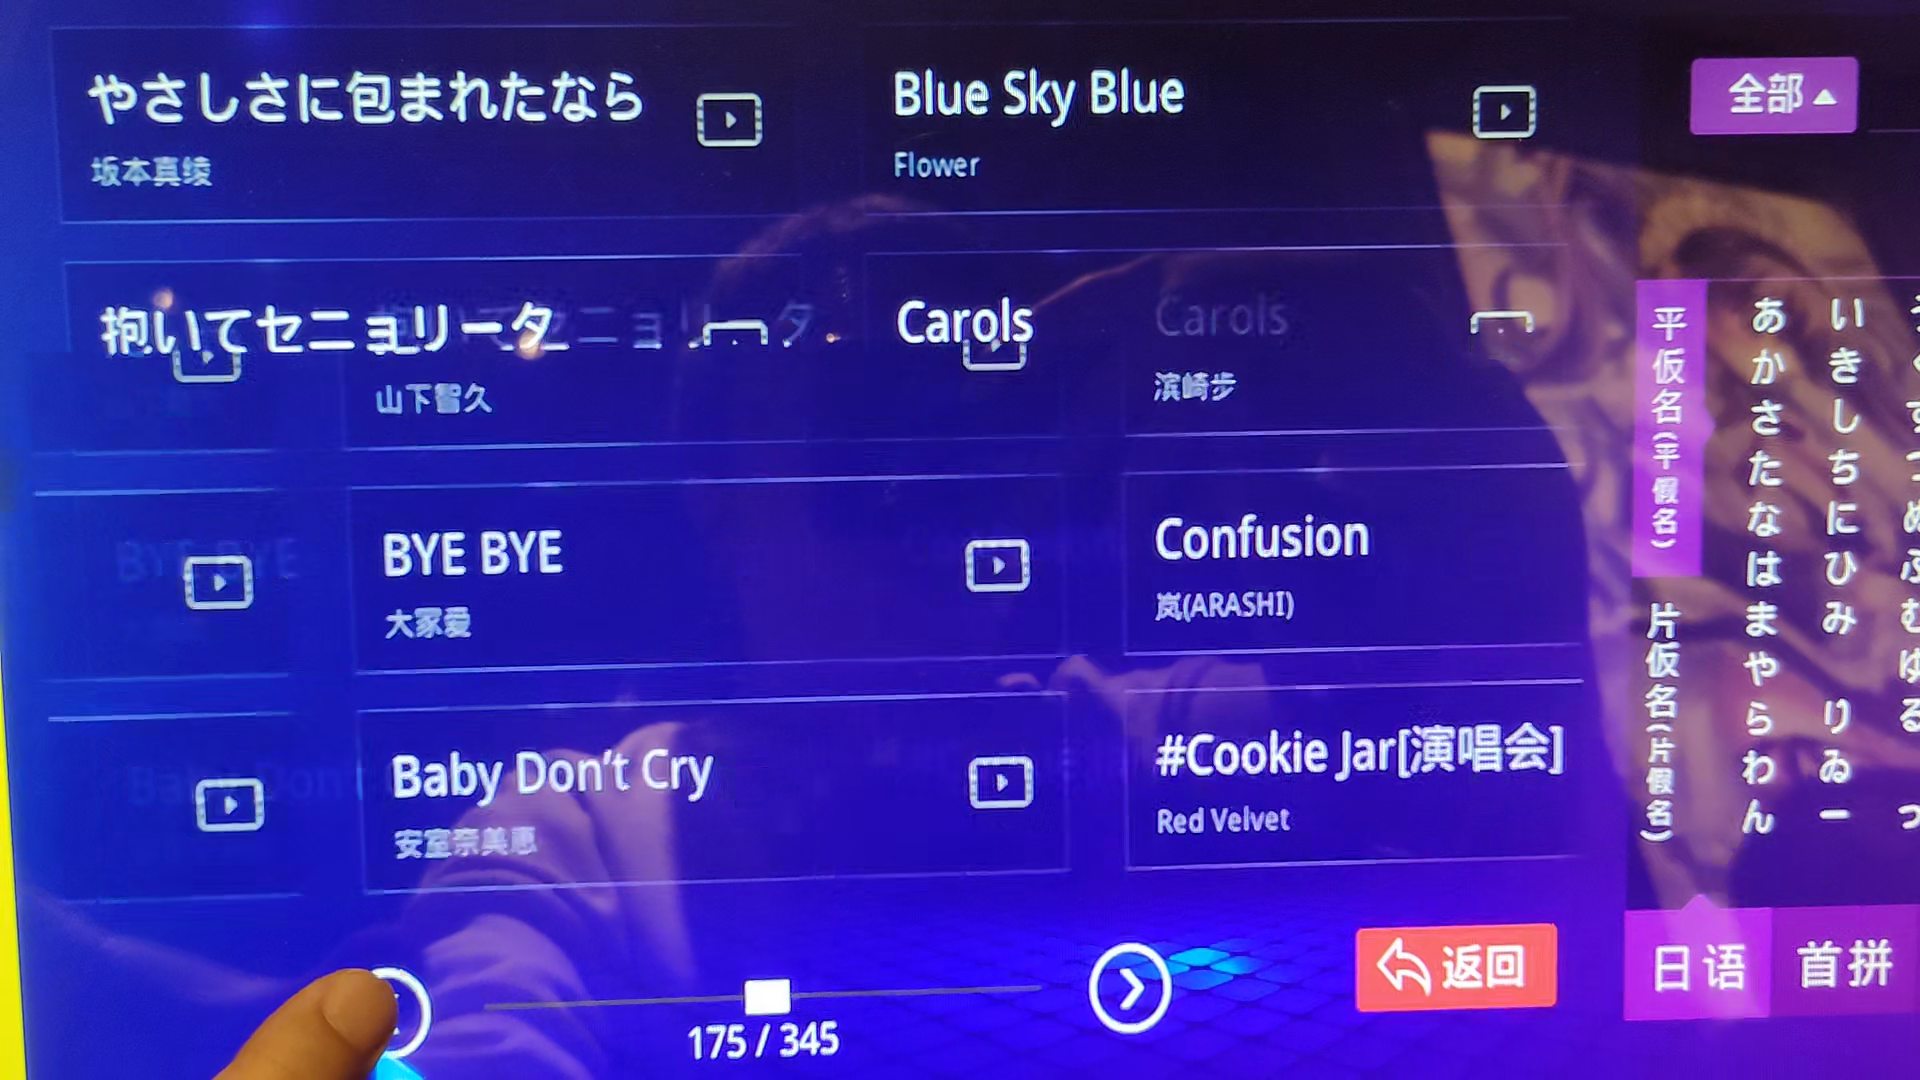 やさしさに包まれたなら
坂本真绫
Blue Sky Blue
Flower
全部
抱いてセニョリータ
山下智久
Carols
Carols
滨崎步
BYE BYE
BYE BYE
大冢爱
Confusion
岚(ARASHI)
Baby Don't Cry
安室奈美恵
#Cookie Jar[演唱会]
Red Velvet
175 / 345
返回
平仮名(平假名)
片仮名(片假名)
あかさたなはまやらわん
いきしちにひみ りゐー
日语
首拼